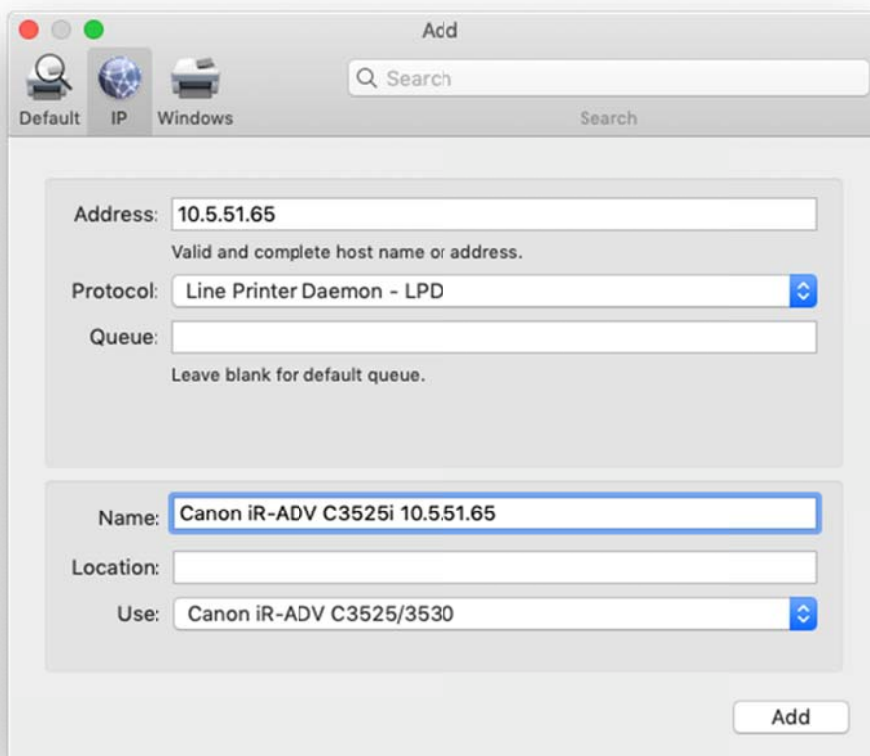 Add
Default IP Windows
Search
Search
Address: 10.5.51.65
Valid and complete host name or address.
Protocol: Line Printer Daemon - LPD
Queue:
Leave blank for default queue.
Name: Canon iR-ADV C3525i 10.5.51.65
Location:
Use: Canon iR-ADV C3525/3530
Add